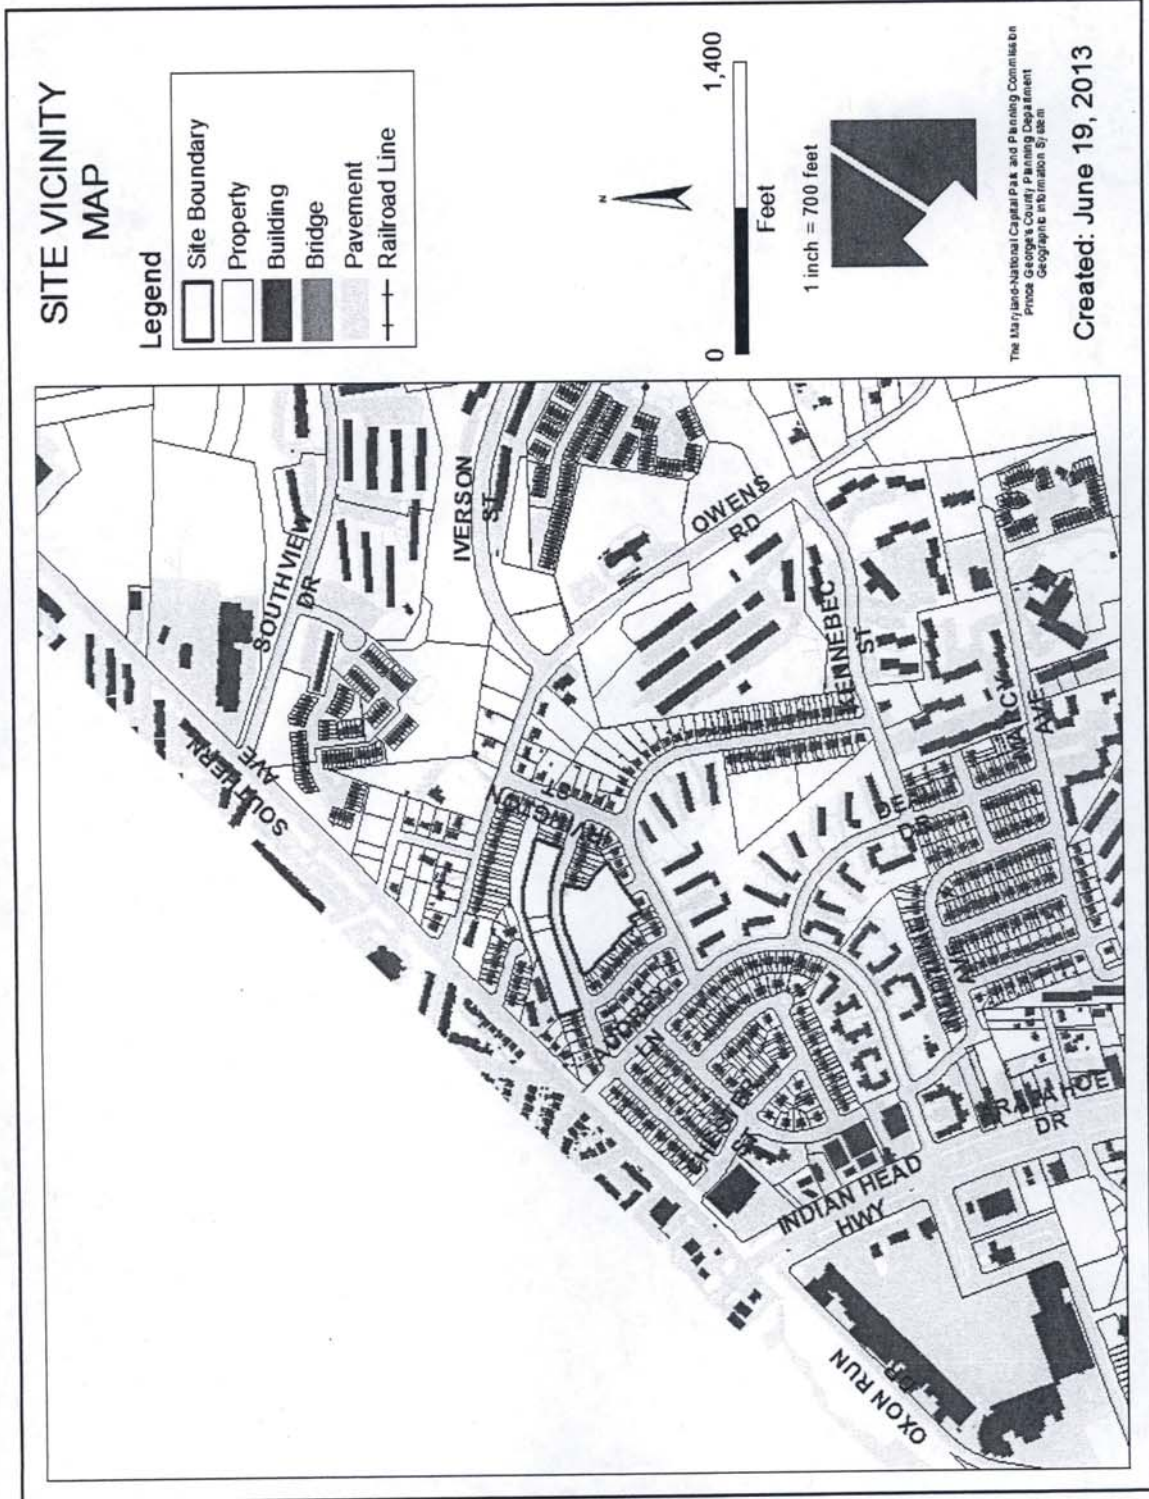 SITE VICINITY
MAP
Legend
Site Boundary
Property
Building
Bridge
Pavement
Railroad Line
N
0
1,400
Feet
1 inch = 700 feet
The Maryland-National Capital Park and Planning Commission
Prince George's County Planning Department
Geographic Information System
Created: June 19, 2013
SOUTHERN
AVE
SOUTHVIEW
DR
IVERSON
ST
OWENS
RD
KENNEBEC
ST
MARCY
AVE
IRVINGTON
ST
AUDREY
LN
DR
AVE
ST
INDIAN HEAD
HWY
DR
OXON RUN
DR